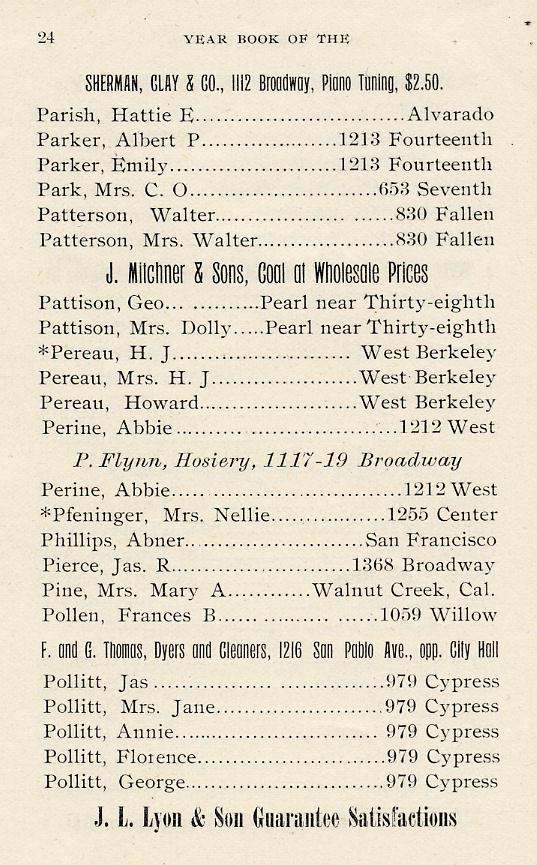 24 YEAR BOOK OF THE
SHERMAN, CLAY & CO., 1112 Broadway, Piano Tuning, $2.50.
Parish, Hattie E............................Alvarado
Parker, Albert P....................1213 Fourteenth
Parker, Emily........................1213 Fourteenth
Park, Mrs. C. O...........................653 Seventh
Patterson, Walter.................. ......830 Fallen
Patterson, Mrs. Walter...................830 Fallen
J. Mitchner & Sons, Coal at Wholesale Prices
Pattison, Geo... ..........Pearl near Thirty-eighth
Pattison, Mrs. Dolly.....Pearl near Thirty-eighth
*Pereau, H. J.......................... West Berkeley
Pereau, Mrs. H. J.....................West Berkeley
Pereau, Howard.......................West Berkeley
Perine, Abbie ................................1212 West
P. Flynn, Hosiery, 1117-19 Broadway
Perine, Abbie..... ............................1212 West
*Pfeninger, Mrs. Nellie.................1255 Center
Phillips, Abner..........................San Francisco
Pierce, Jas. R..........................1368 Broadway
Pine, Mrs. Mary A............Walnut Creek, Cal.
Pollen, Frances B...... ......... ......1059 Willow
F. and G. Thomas, Dyers and Cleaners, 1216 San Pablo Ave., opp. City Hall
Pollitt, Jas ................. ...............979 Cypress
Pollitt, Mrs. Jane........................979 Cypress
Pollitt, Annie............................. 979 Cypress
Pollitt, Florence...........................979 Cypress
Pollitt, George.............................979 Cypress
J. L. Lyon & Son Guarantee Satisfactions